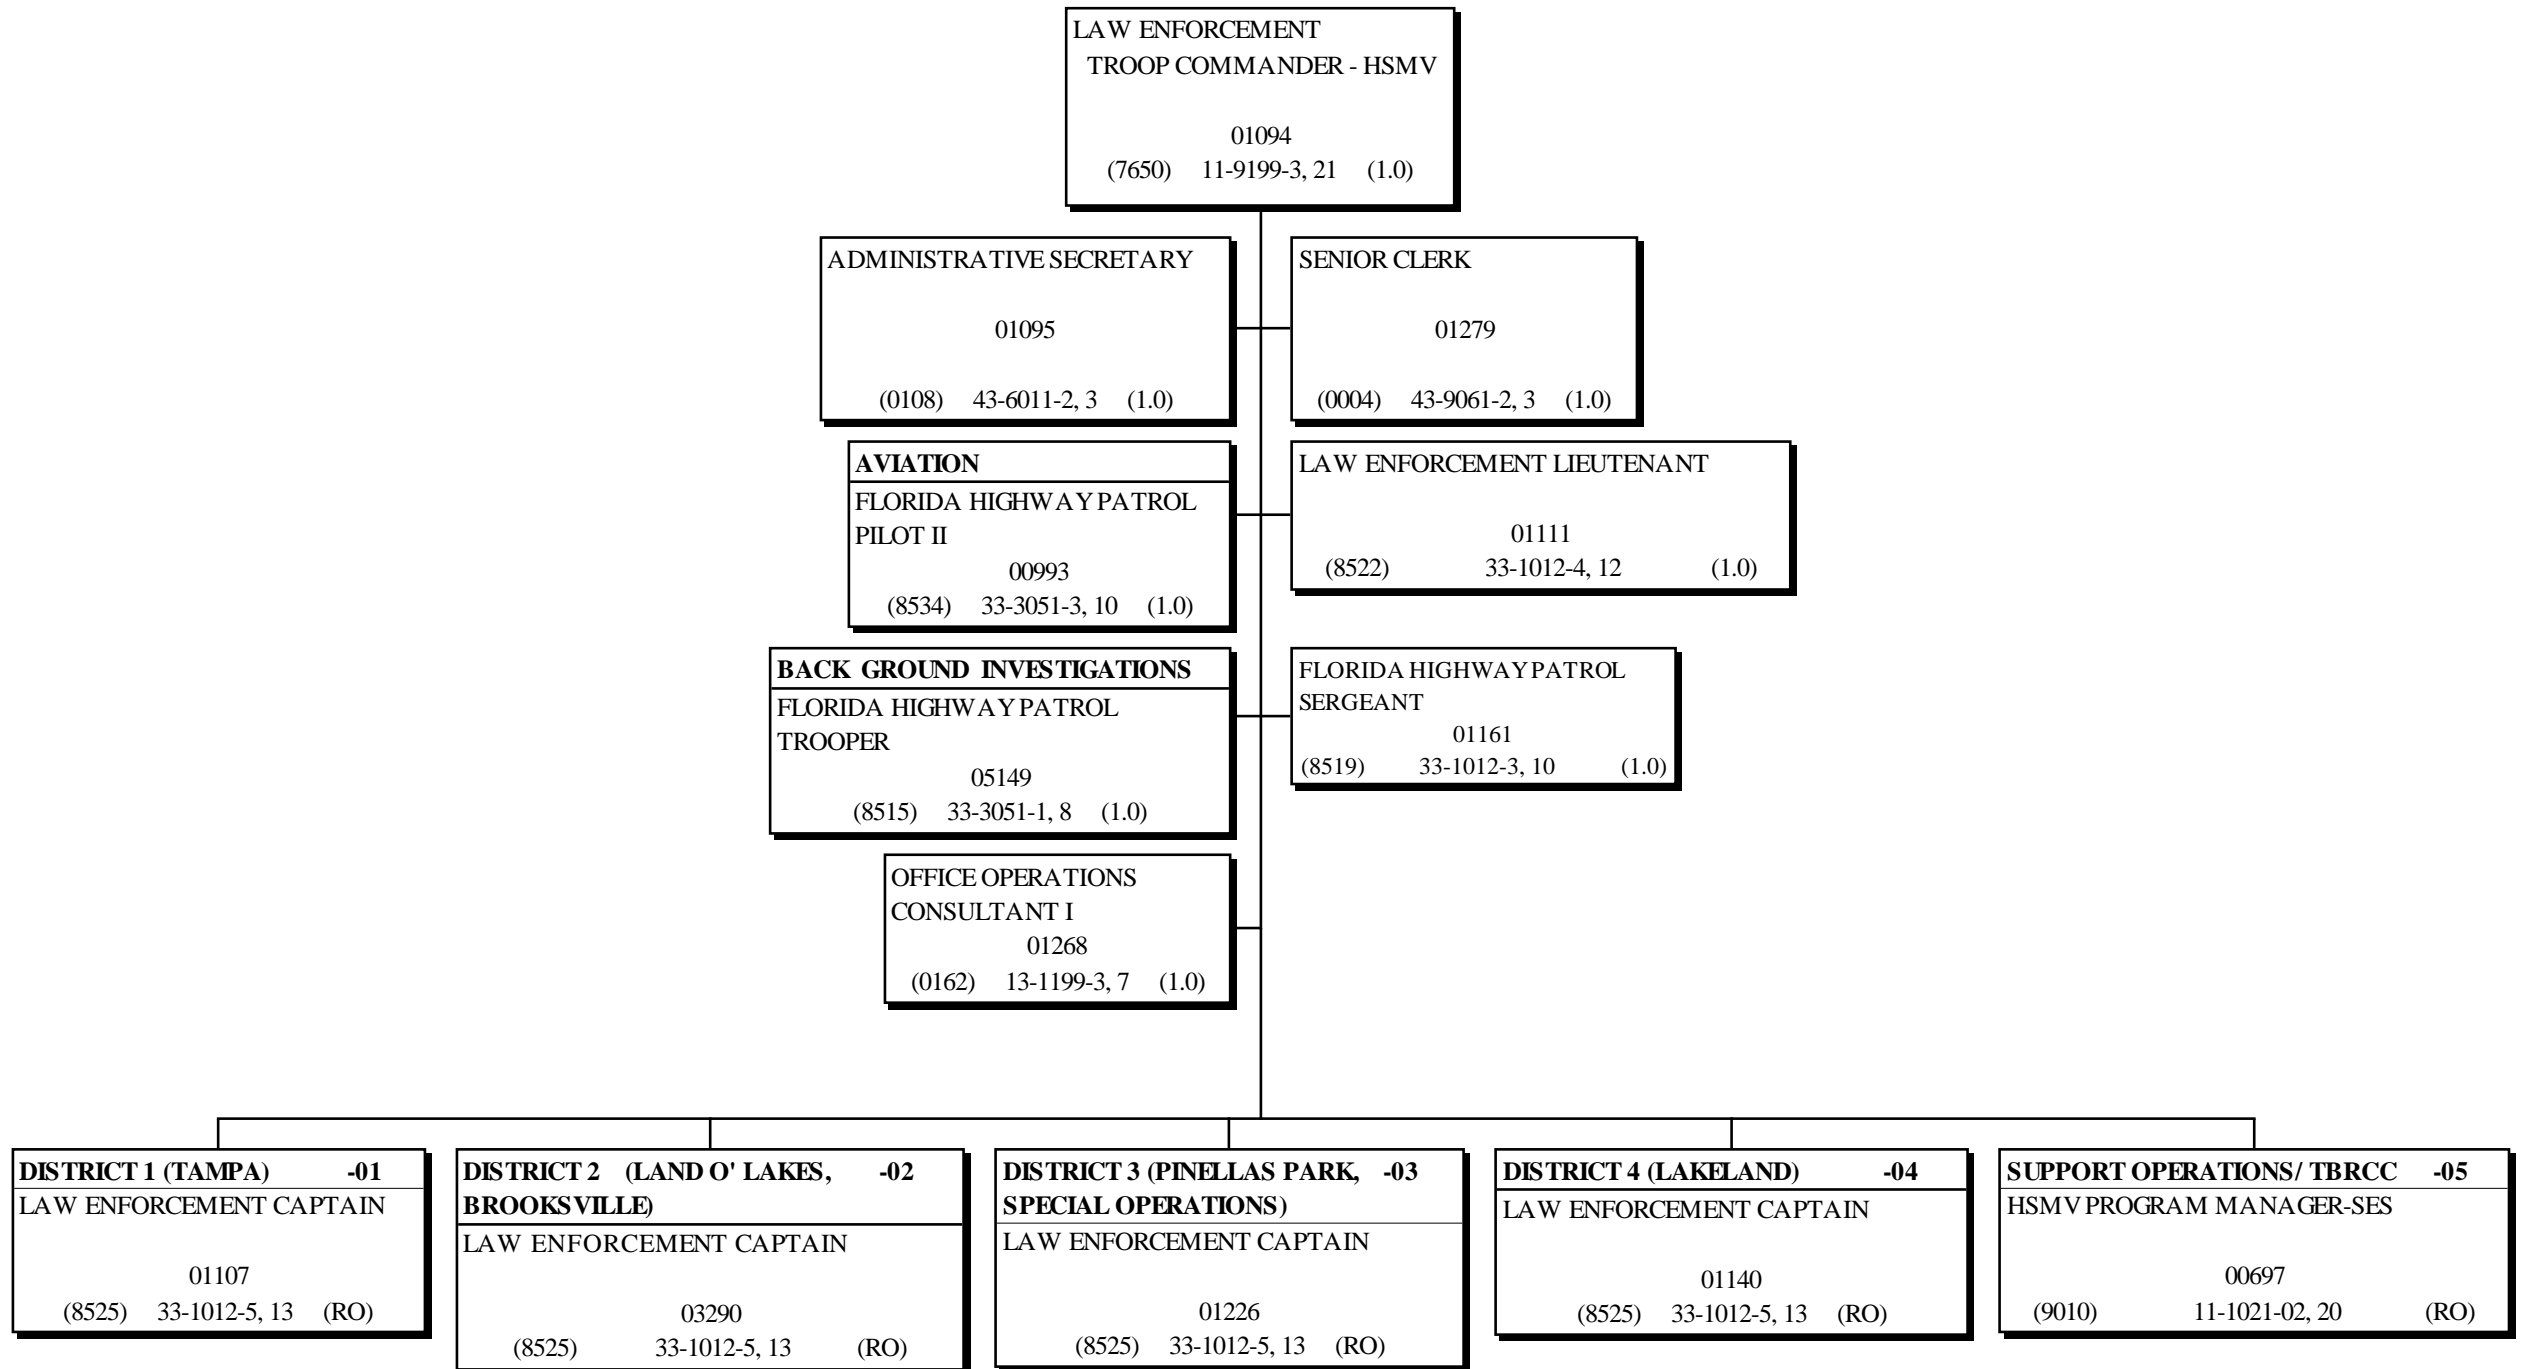 LAW ENFORCEMENT
TROOP COMMANDER - HSMV
01094
(7650) 11-9199-3, 21 (1.0)
ADMINISTRATIVE SECRETARY
01095
(0108) 43-6011-2, 3 (1.0)
SENIOR CLERK
01279
(0004) 43-9061-2, 3 (1.0)
AVIATION
FLORIDA HIGHWAY PATROL
PILOT II
00993
(8534) 33-3051-3, 10 (1.0)
LAW ENFORCEMENT LIEUTENANT
01111
(8522) 33-1012-4, 12 (1.0)
BACK GROUND INVESTIGATIONS
FLORIDA HIGHWAY PATROL
TROOPER
05149
(8515) 33-3051-1, 8 (1.0)
FLORIDA HIGHWAY PATROL
SERGEANT
01161
(8519) 33-1012-3, 10 (1.0)
OFFICE OPERATIONS
CONSULTANT I
01268
(0162) 13-1199-3, 7 (1.0)
DISTRICT 1 (TAMPA) -01
LAW ENFORCEMENT CAPTAIN
01107
(8525) 33-1012-5, 13 (RO)
DISTRICT 2 (LAND O' LAKES, -02
BROOKSVILLE)
LAW ENFORCEMENT CAPTAIN
03290
(8525) 33-1012-5, 13 (RO)
DISTRICT 3 (PINELLAS PARK, -03
SPECIAL OPERATIONS)
LAW ENFORCEMENT CAPTAIN
01226
(8525) 33-1012-5, 13 (RO)
DISTRICT 4 (LAKELAND) -04
LAW ENFORCEMENT CAPTAIN
01140
(8525) 33-1012-5, 13 (RO)
SUPPORT OPERATIONS/ TBRCC -05
HSMV PROGRAM MANAGER-SES
00697
(9010) 11-1021-02, 20 (RO)